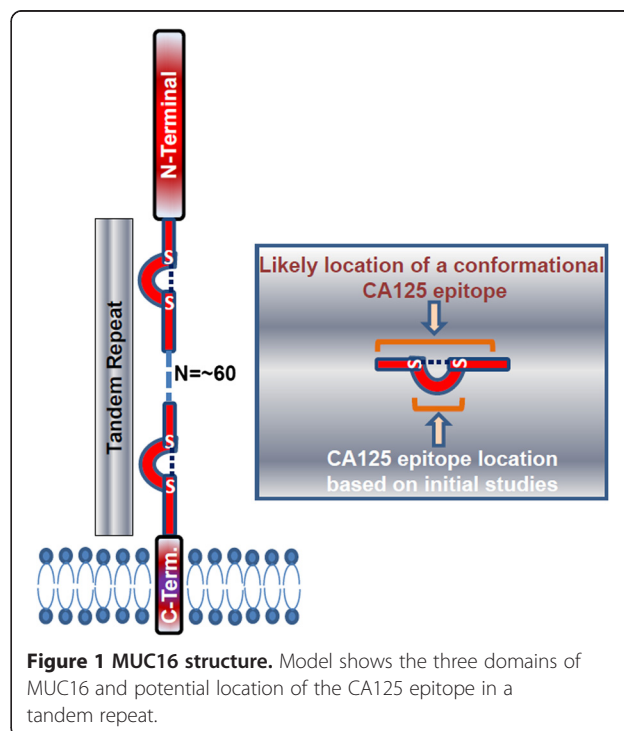 N-Terminal
S
S
Tandem Repeat
N=~60
S
S
C-Term.
Likely location of a conformational
CA125 epitope
S S
CA125 epitope location
based on initial studies
Figure 1 MUC16 structure. Model shows the three domains of
MUC16 and potential location of the CA125 epitope in a
tandem repeat.